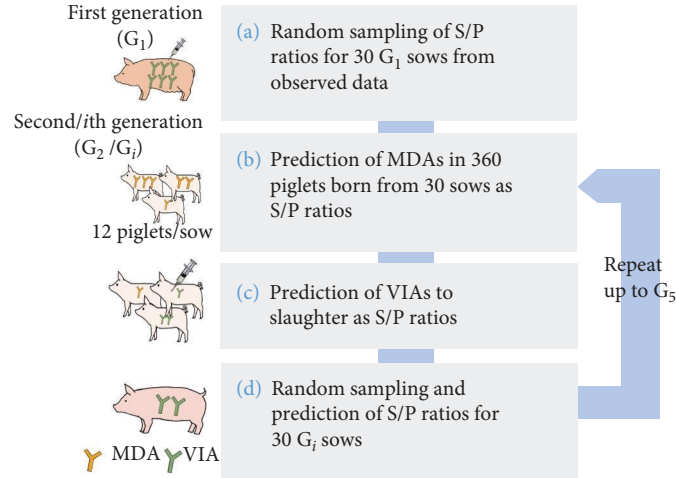 First generation
(G1)
(a) Random sampling of S/P
ratios for 30 G1 sows from
observed data
Second/ith generation
(G2 /Gi)
(b) Prediction of MDAs in 360
piglets born from 30 sows as
S/P ratios
12 piglets/sow
(c) Prediction of VIAs to
slaughter as S/P ratios
Repeat
up to G5
(d) Random sampling and
prediction of S/P ratios for
30 Gi sows
MDA VIA